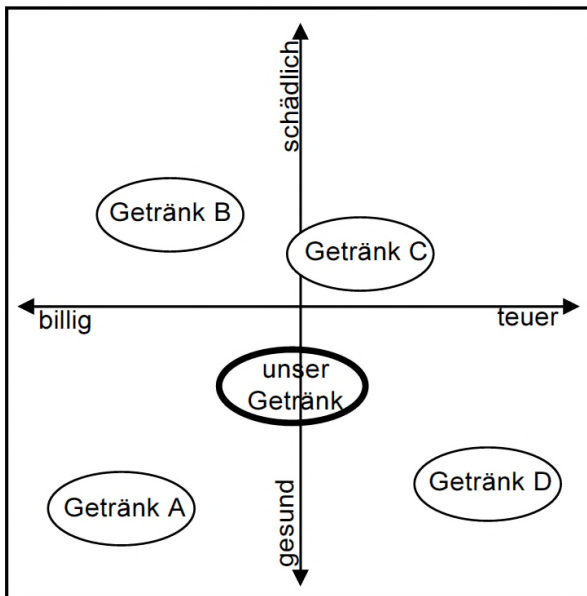 schädlich
Getränk B
Getränk C
billig
teuer
unser
Getränk
Getränk A
Getränk D
gesund